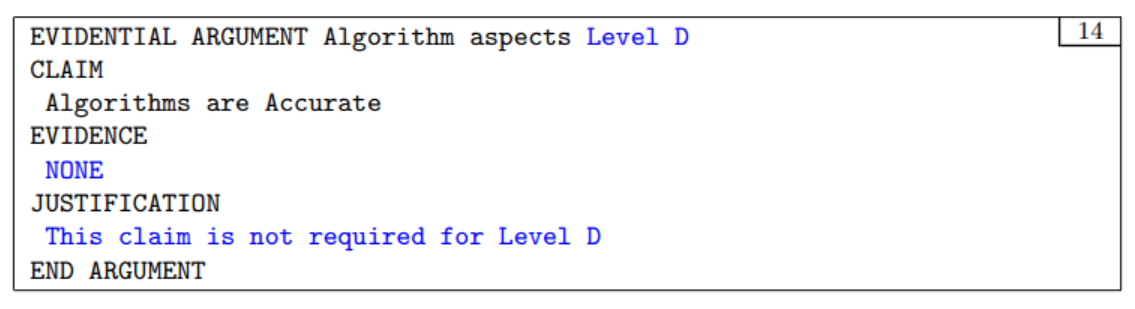 EVIDENTIAL ARGUMENT Algorithm aspects Level D
14
CLAIM
Algorithms are Accurate
EVIDENCE
NONE
JUSTIFICATION
This claim is not required for Level D
END ARGUMENT